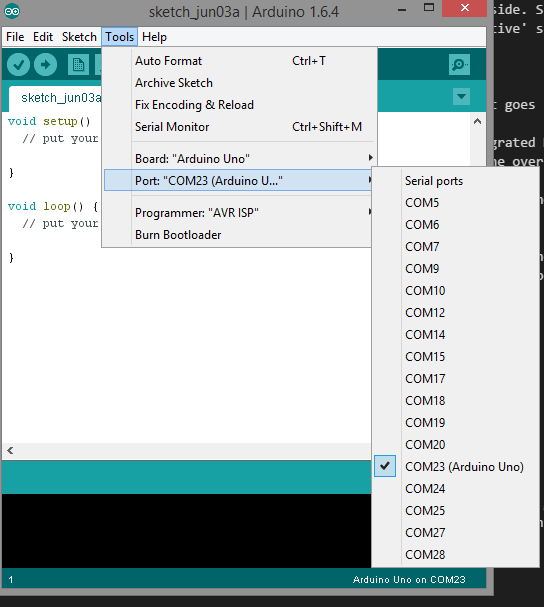 sketch_jun03a | Arduino 1.6.4
File Edit Sketch Tools Help
Auto Format Ctrl+T
Archive Sketch
Fix Encoding & Reload
Serial Monitor Ctrl+Shift+M
Board: "Arduino Uno"
Port: "COM23 (Arduino U..."
Programmer: "AVR ISP"
Burn Bootloader
Serial ports
COM5
COM6
COM7
COM9
COM10
COM12
COM14
COM15
COM17
COM18
COM19
COM20
COM23 (Arduino Uno)
COM24
COM25
COM27
COM28
sketch_jun03a
void setup()
// put your
}
void loop() {
// put your
}
1 Arduino Uno on COM23
side. S
tive' s
t goes
grated
over